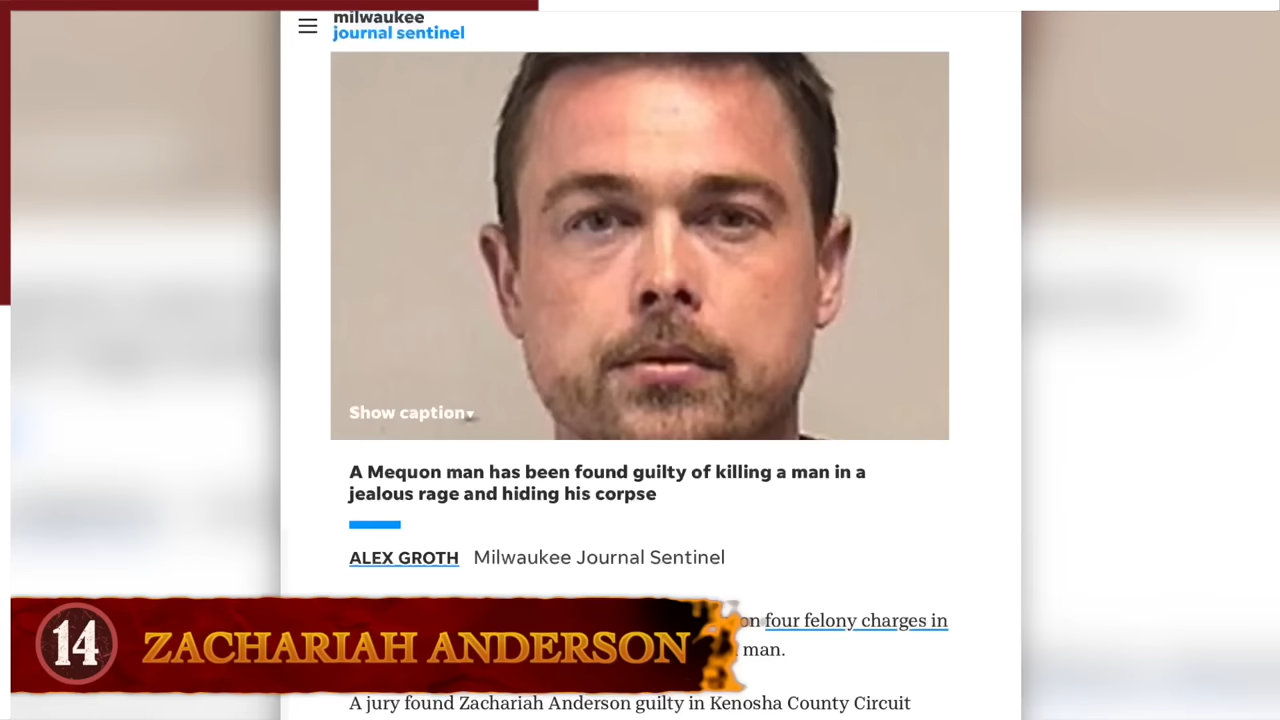 milwaukee
journal sentinel
Show caption
A Mequon man has been found guilty of killing a man in a
jealous rage and hiding his corpse
ALEX GROTH Milwaukee Journal Sentinel
on four felony charges in
man.
14 ZACHARIAH ANDERSON
A jury found Zachariah Anderson guilty in Kenosha County Circuit